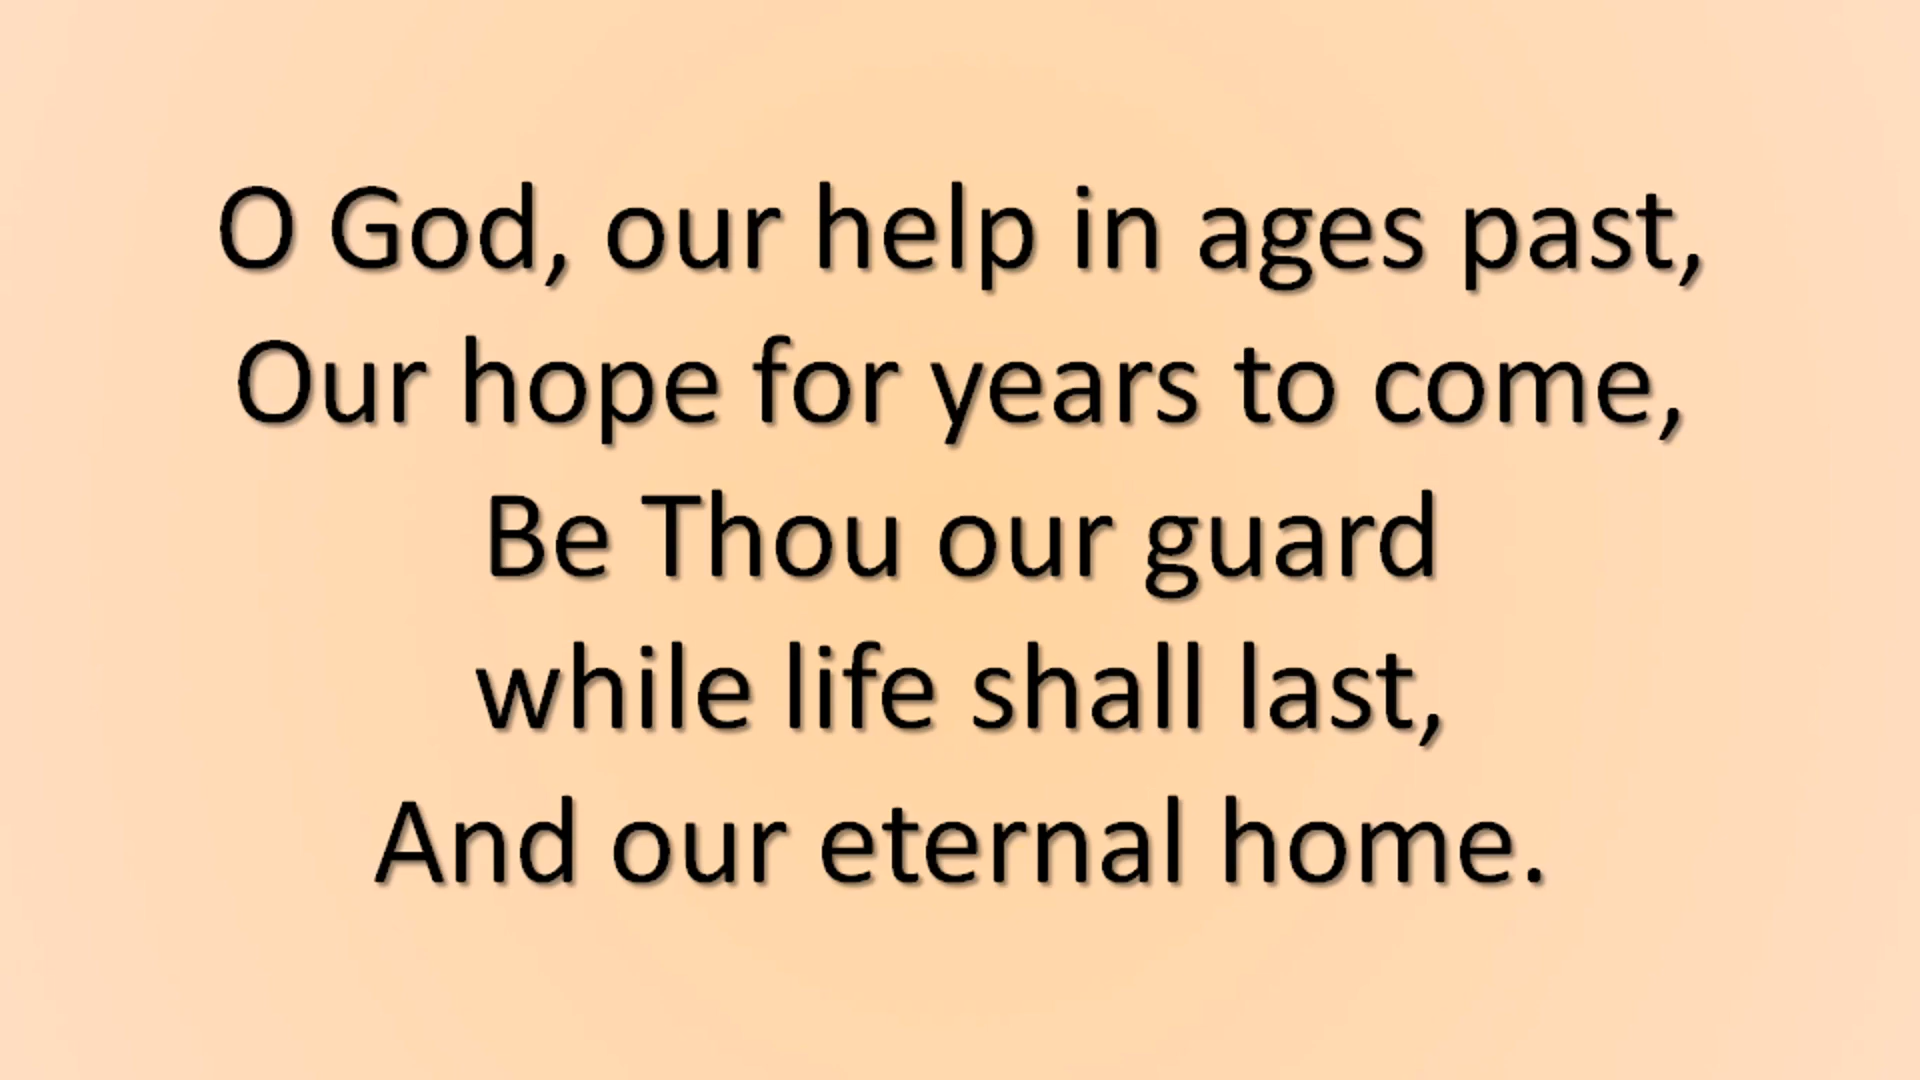 O God, our help in ages past,
Our hope for years to come,
Be Thou our guard
while life shall last,
And our eternal home.